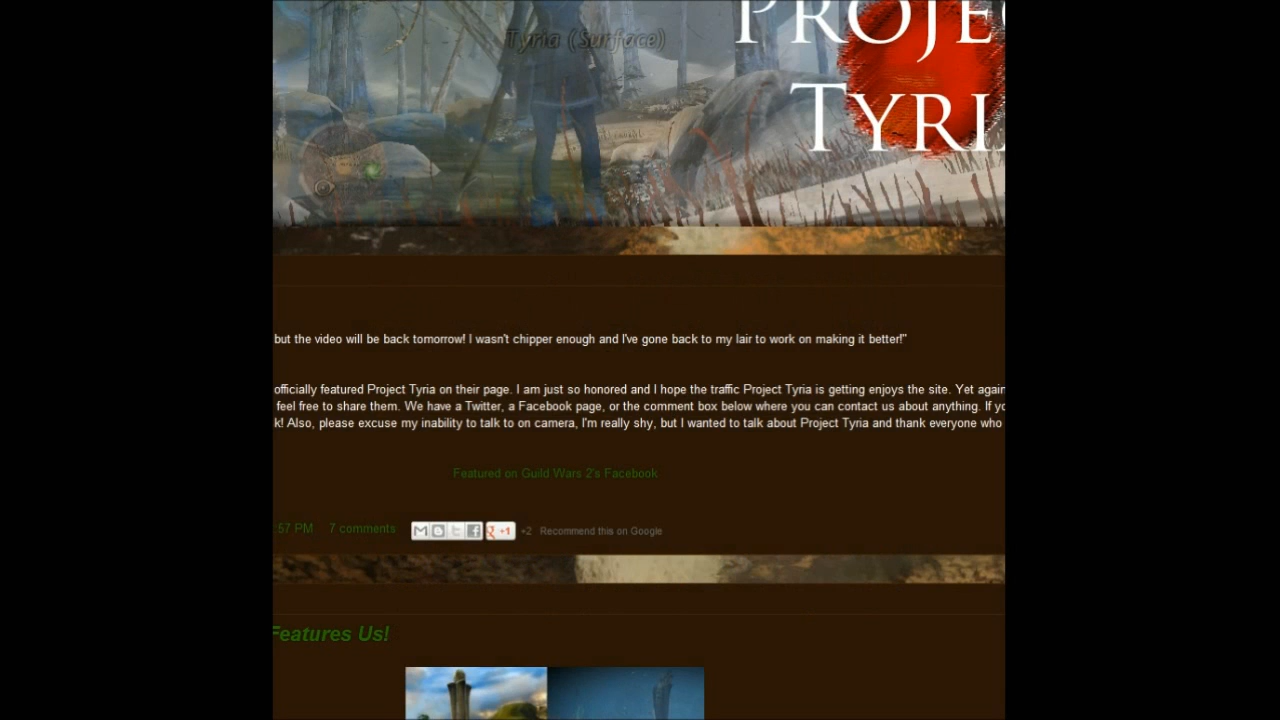 PROJE
Tyria (Surface)
TYRI
but the video will be back tomorrow! I wasn't chipper enough and I've gone back to my lair to work on making it better!"
officially featured Project Tyria on their page. I am just so honored and I hope the traffic Project Tyria is getting enjoys the site. Yet again
feel free to share them. We have a Twitter, a Facebook page, or the comment box below where you can contact us about anything. If yo
k! Also, please excuse my inability to talk to on camera, I'm really shy, but I wanted to talk about Project Tyria and thank everyone who
Featured on Guild Wars 2's Facebook
:57 PM 7 comments +1 +2 Recommend this on Google
Features Us!